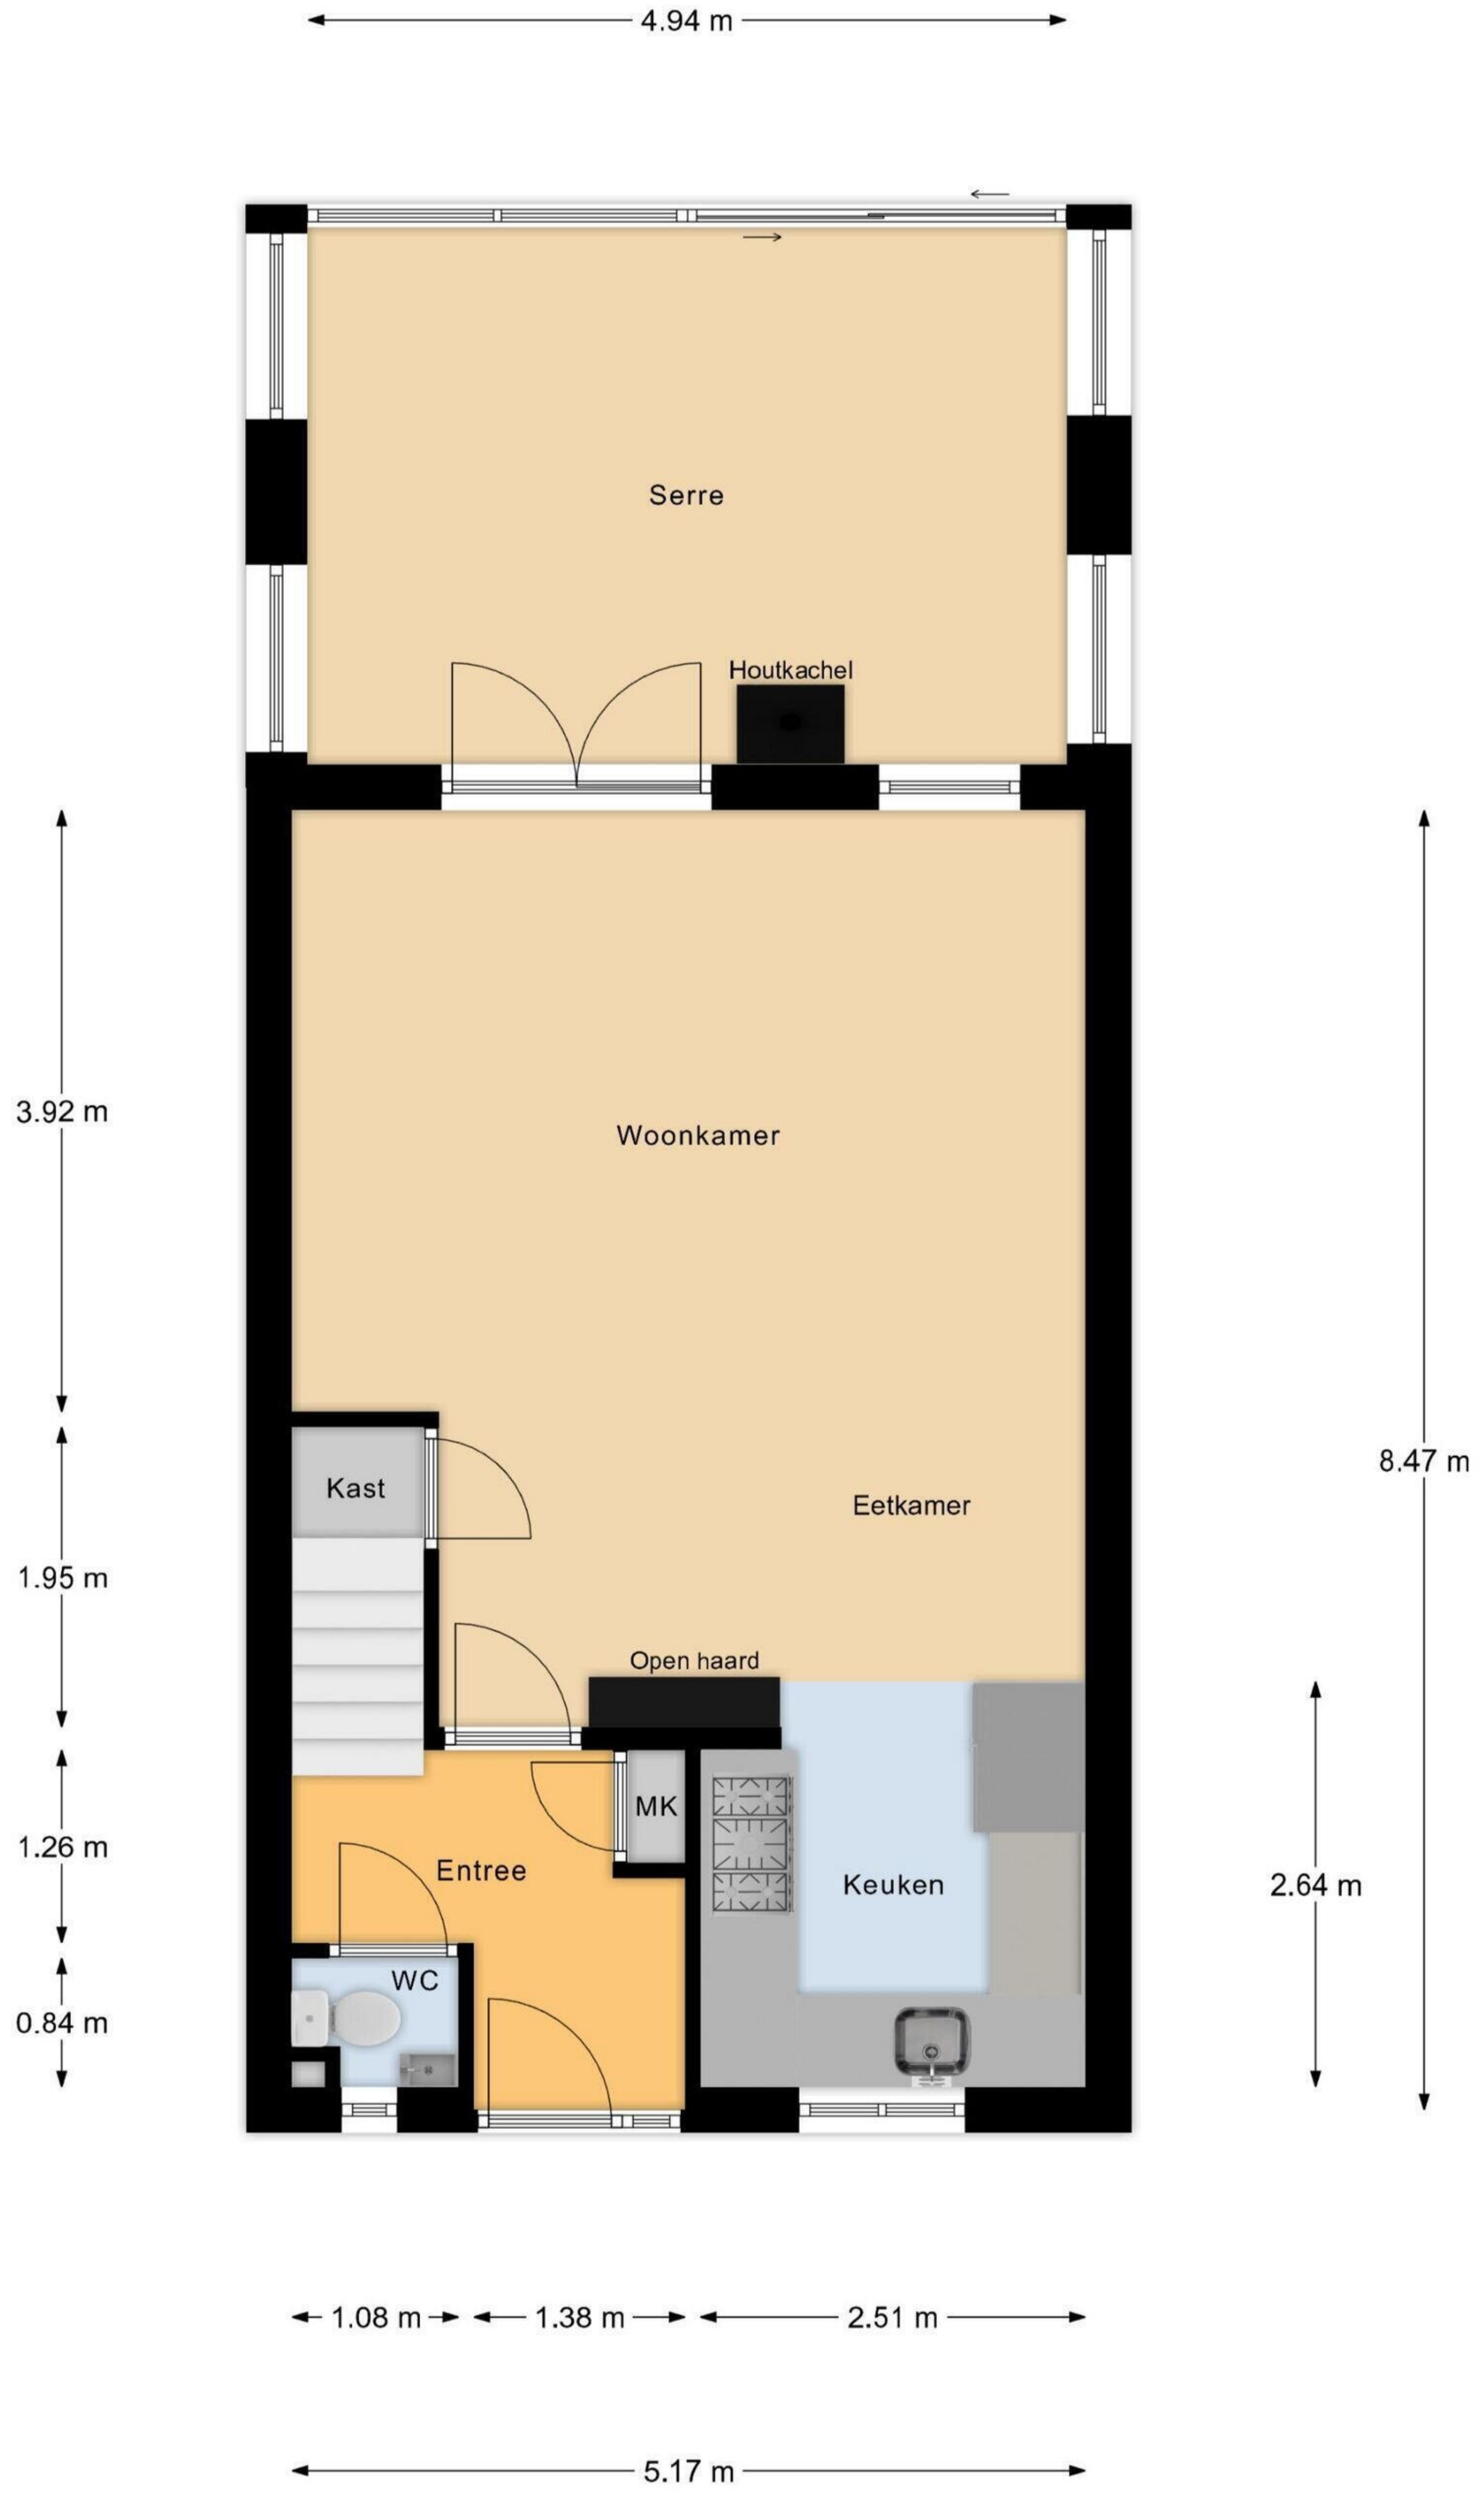 4.94 m
Serre
Houtkachel
3.92 m
Woonkamer
8.47 m
Kast
Eetkamer
1.95 m
Open haard
MK
1.26 m
Entree
Keuken
2.64 m
WC
0.84 m
1.08 m
1.38 m
2.51 m
5.17 m